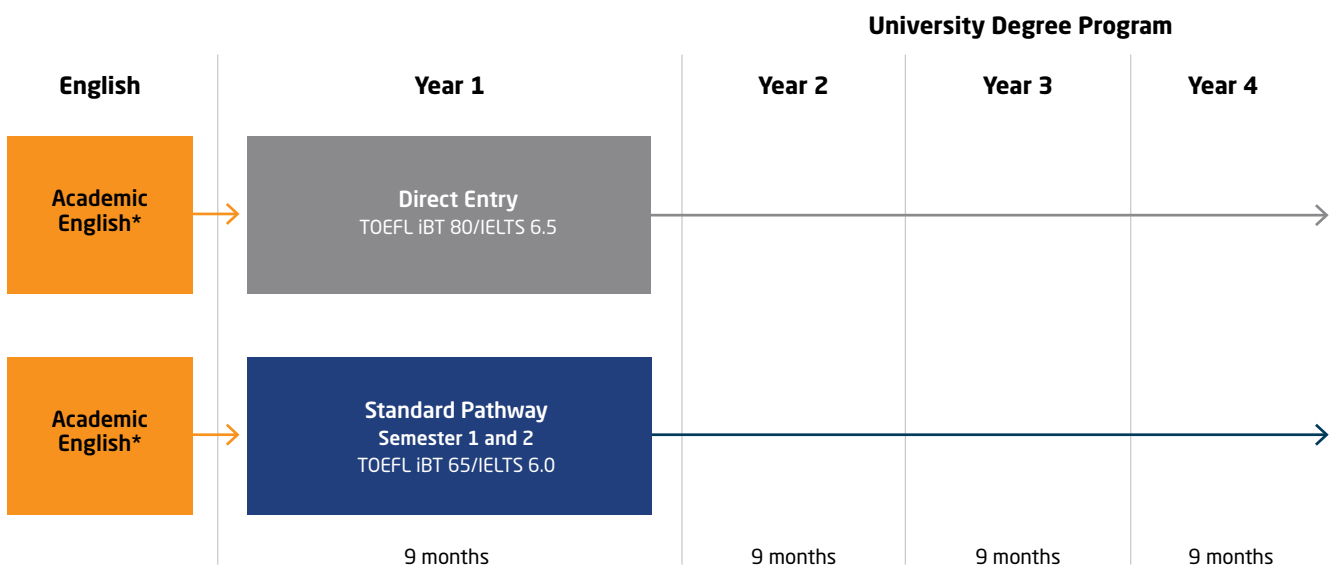 University Degree Program
English
Year 1
Year 2
Year 3
Year 4
Academic
English*
Direct Entry
TOEFL iBT 80/IELTS 6.5
Academic
English*
Standard Pathway
Semester 1 and 2
TOEFL iBT 65/IELTS 6.0
9 months
9 months
9 months
9 months